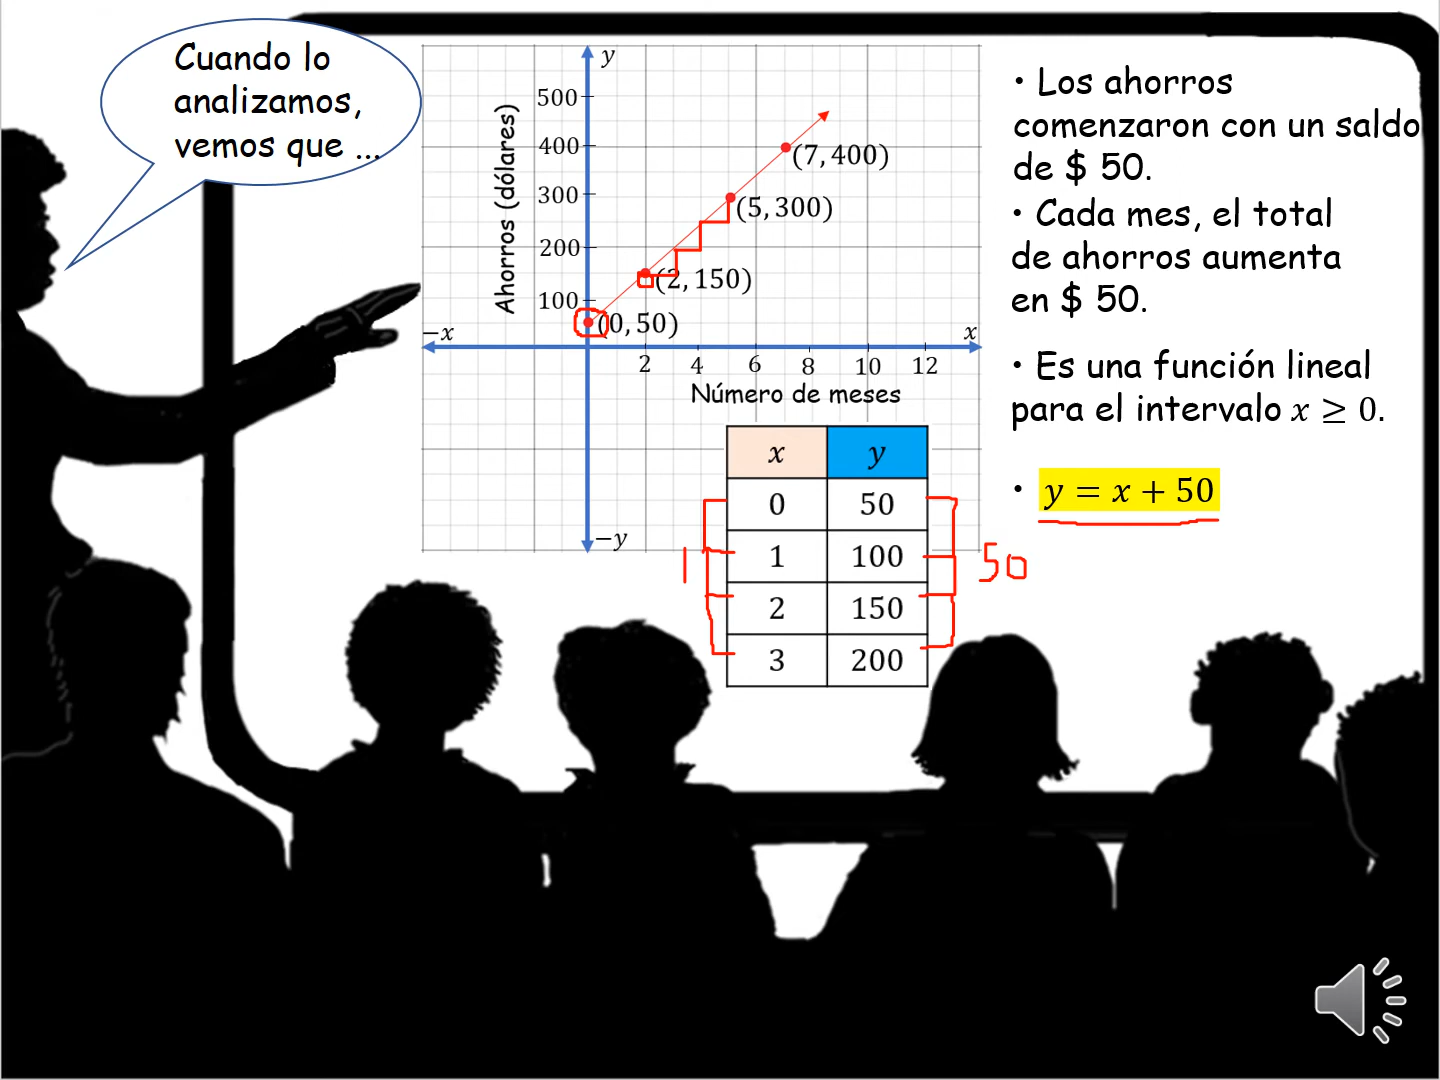 Cuando lo
analizamos,
vemos que ...
y
500
400
300
200
100
Ahorros (dólares)
(7, 400)
(5, 300)
(2, 150)
(0, 50)
−x
x
2 4 6 8 10 12
Número de meses
−y
x y
0 50
1 100
2 150
3 200
1
50
• Los ahorros
comenzaron con un saldo
de $ 50.
• Cada mes, el total
de ahorros aumenta
en $ 50.
• Es una función lineal
para el intervalo x ≥ 0.
• y = x + 50